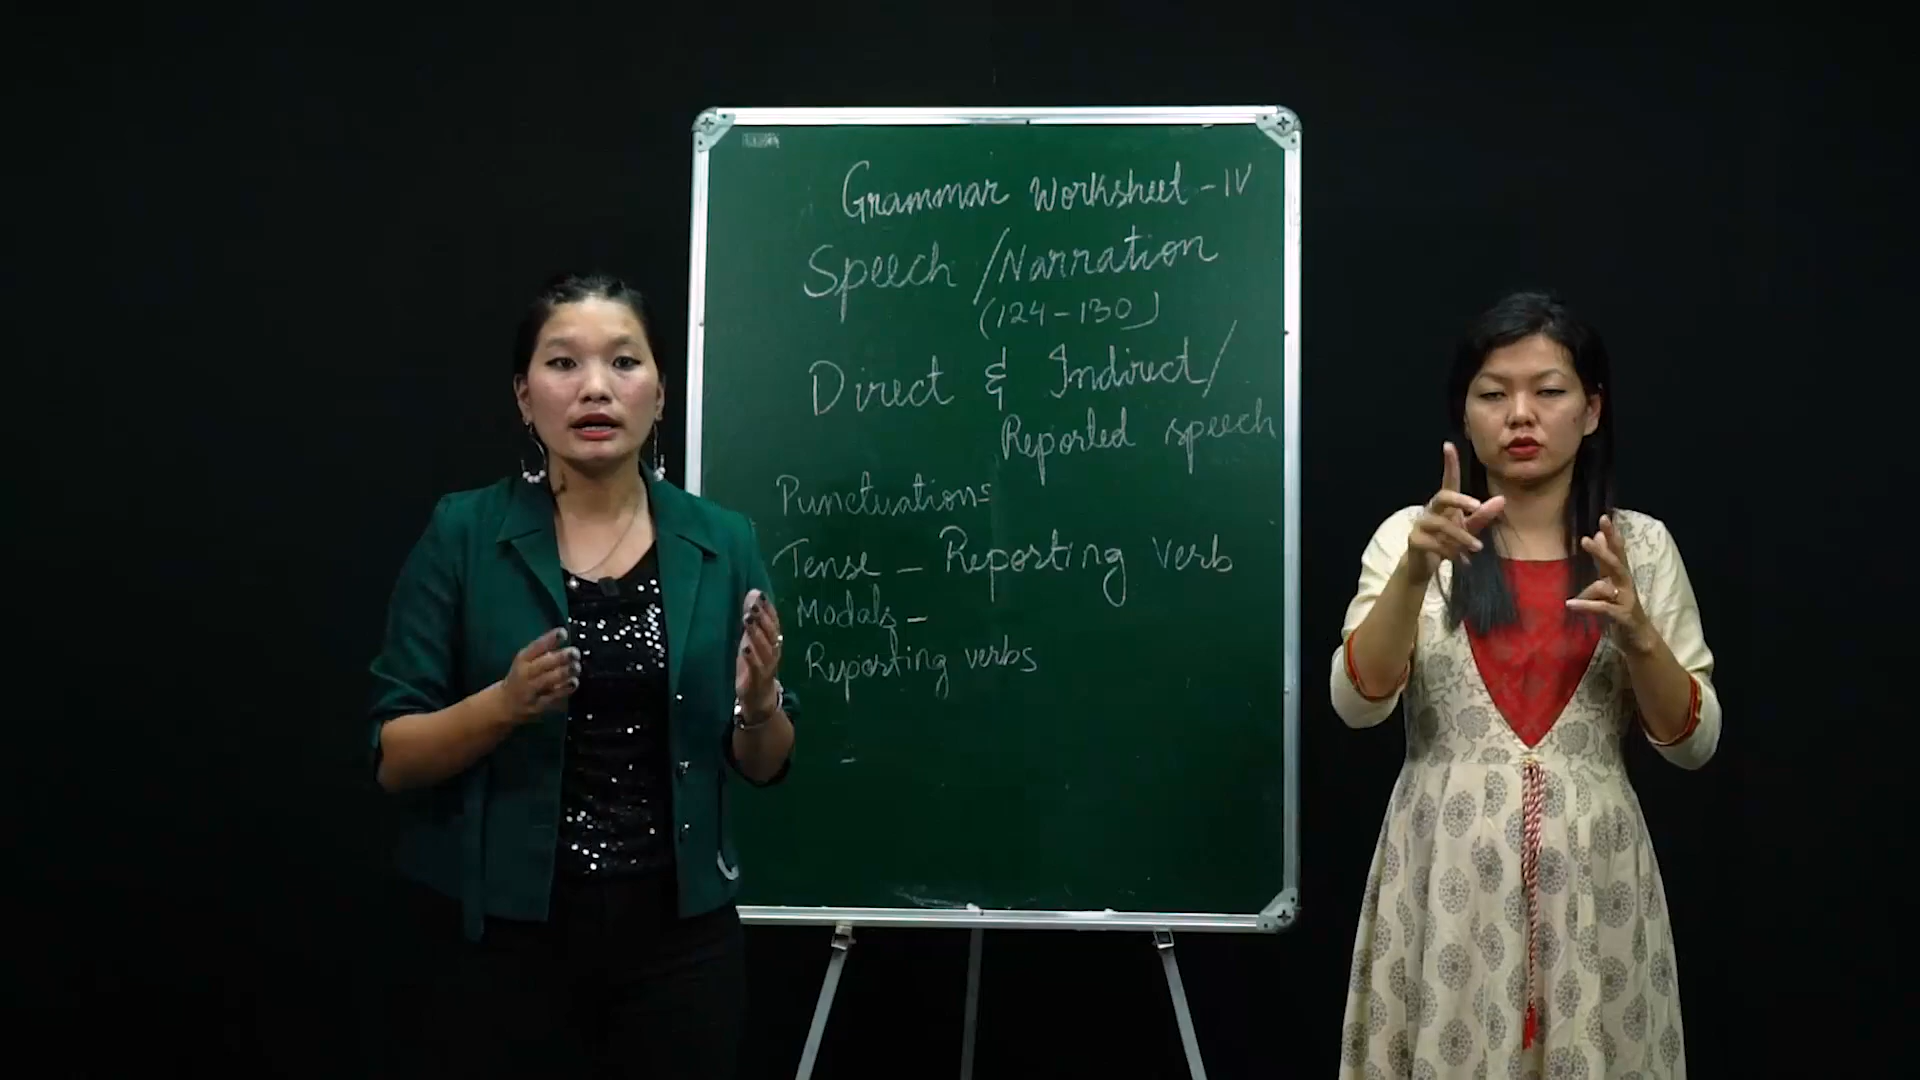 Grammar Worksheet - IV
Speech / Narration
(124 - 130)
Direct & Indirect /
Reported speech
Punctuations
Tense - Reporting verb
Modals -
Reporting verbs
-